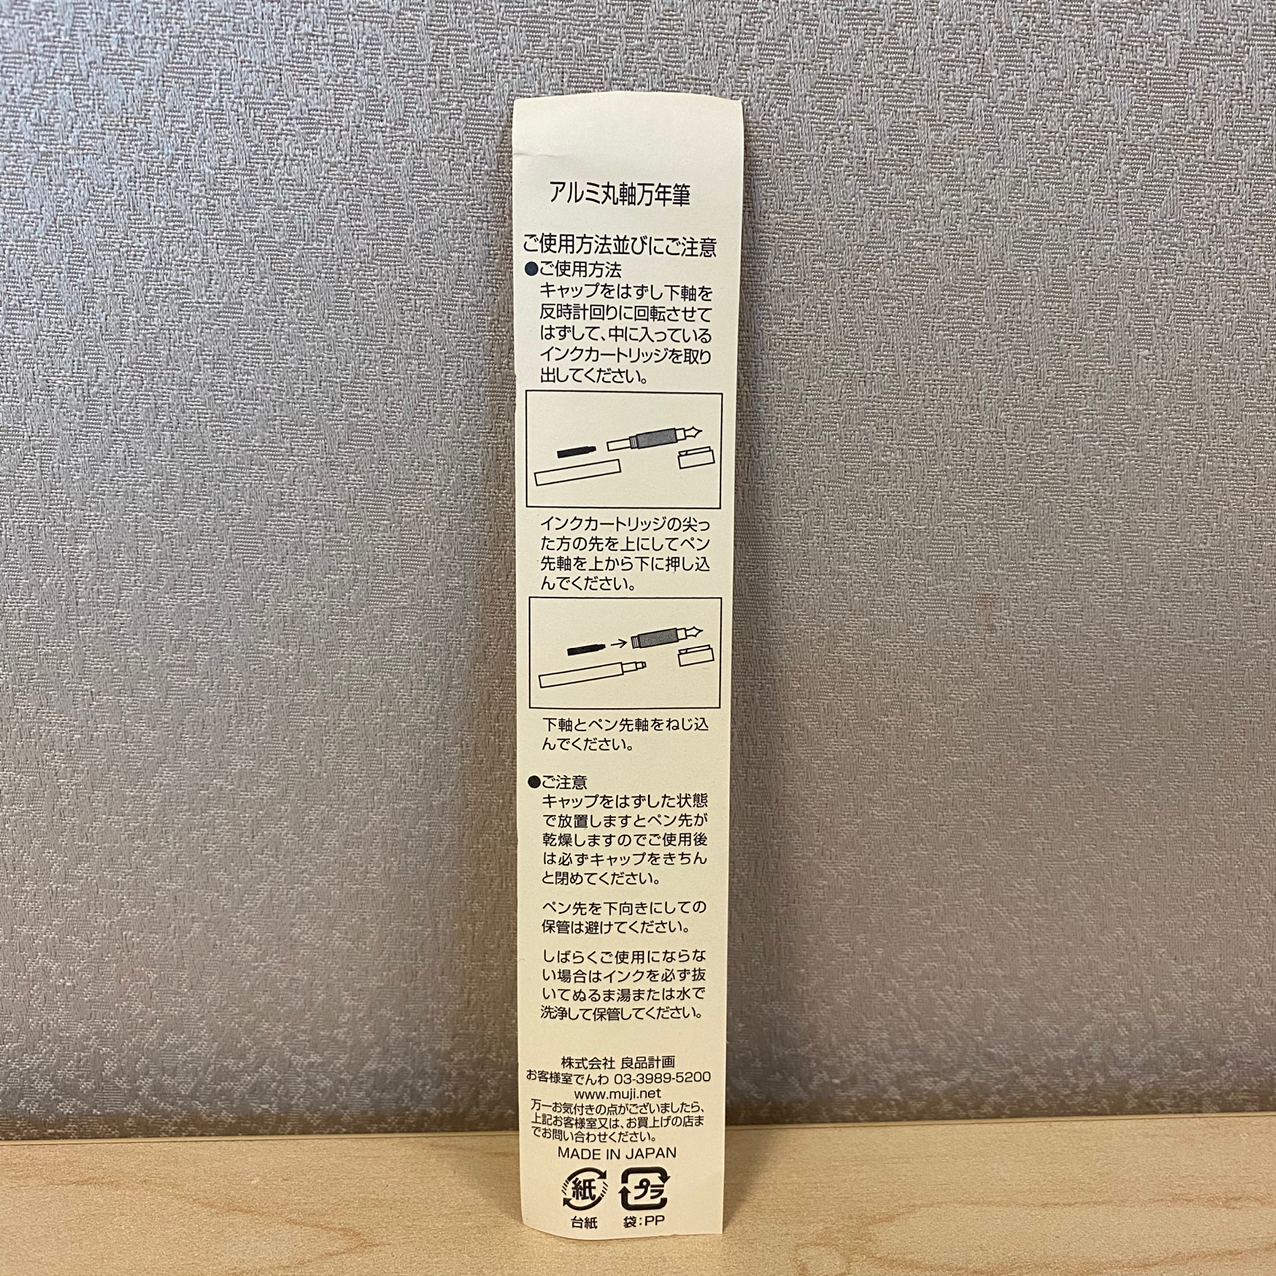 アルミ丸軸万年筆
ご使用方法並びにご注意
●ご使用方法
キャップをはずし下軸を
反時計回りに回転させて
はずして、中に入っている
インクカートリッジを取り
出してください。
インクカートリッジの尖っ
た方の先を上にしてペン
先軸を上から下に押し込
んでください。
下軸とペン先軸をねじ込
んでください。
●ご注意
キャップをはずした状態
で放置しますとペン先が
乾燥しますのでご使用後
は必ずキャップをきちん
と閉めてください。
ペン先を下向きにしての
保管は避けてください。
しばらくご使用にならな
い場合はインクを必ず抜
いてぬるま湯または水で
洗浄して保管してください。
株式会社 良品計画
お客様室でんわ 03-3989-5200
www.muji.net
万一お気付きの点がございましたら、
上記お客様室又は、お買上げの店ま
でお問い合わせください。
MADE IN JAPAN
紙 プラ
台紙 袋:PP